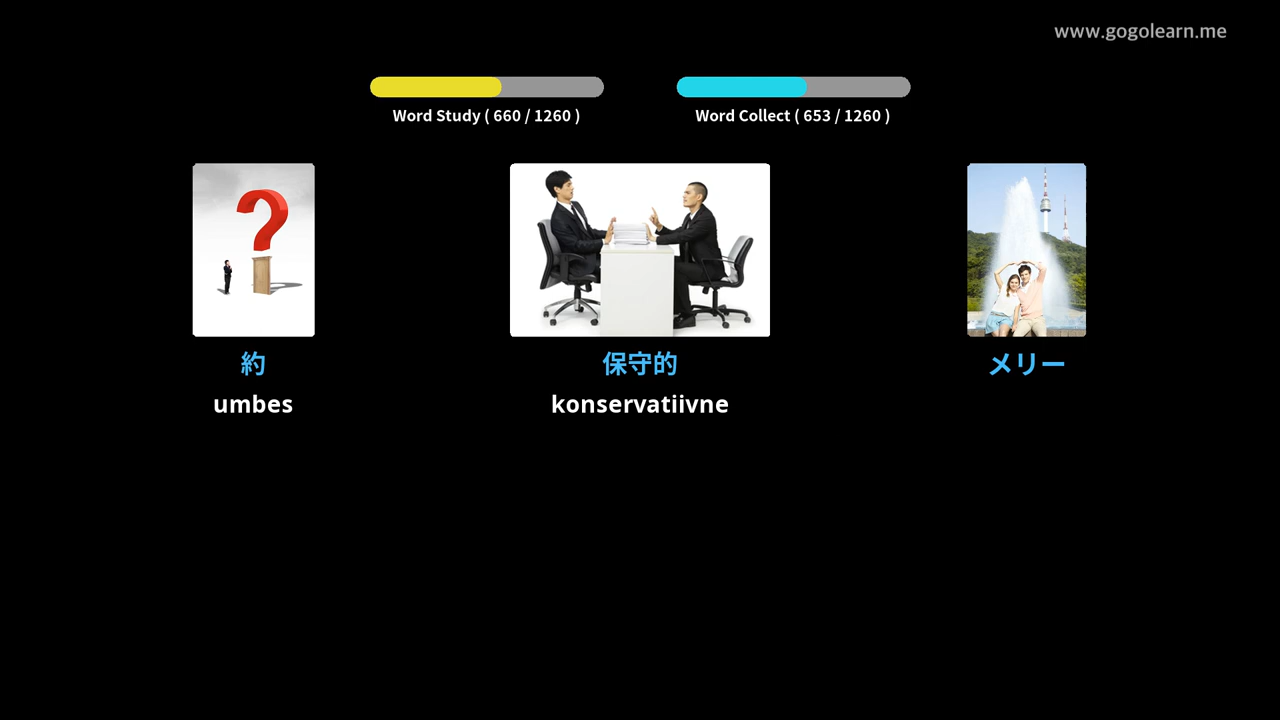 www.gogolearn.me
Word Study ( 660 / 1260 )
Word Collect ( 653 / 1260 )
約
umbes
保守的
konservatiivne
メリー